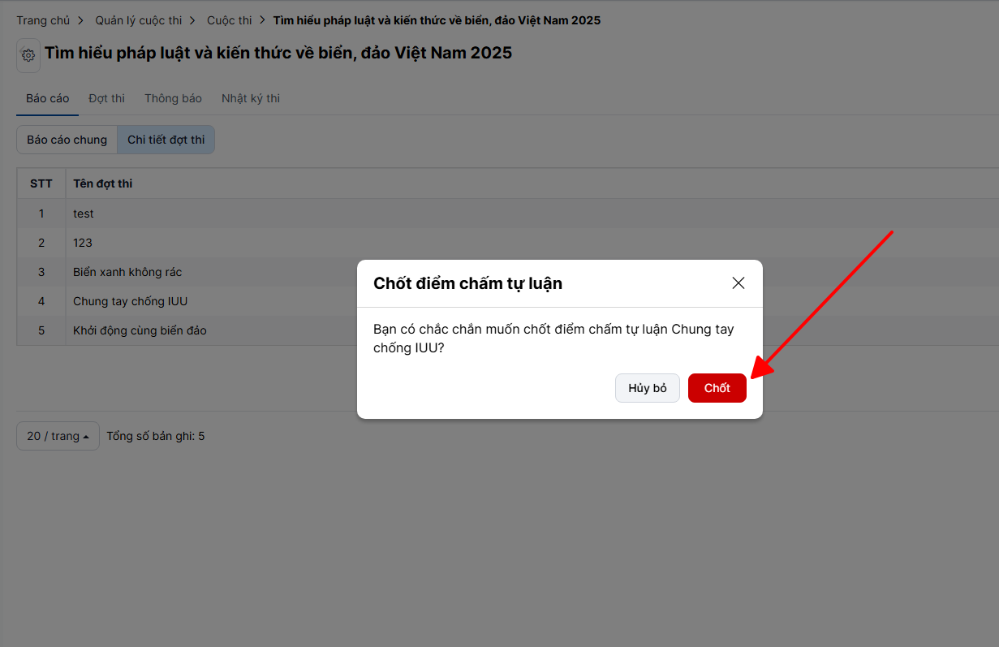 Trang chủ > Quản lý cuộc thi > Cuộc thi > Tìm hiểu pháp luật và kiến thức về biển, đảo Việt Nam 2025
Tìm hiểu pháp luật và kiến thức về biển, đảo Việt Nam 2025
Báo cáo Đợt thi Thông báo Nhật ký thi
Báo cáo chung Chi tiết đợt thi
STT Tên đợt thi
1 test
2 123
3 Biển xanh không rác
4 Chung tay chống IUU
5 Khởi động cùng biển đảo
Chốt điểm chấm tự luận
Bạn có chắc chắn muốn chốt điểm chấm tự luận Chung tay
chống IUU?
Hủy bỏ Chốt
20 / trang Tổng số bản ghi: 5